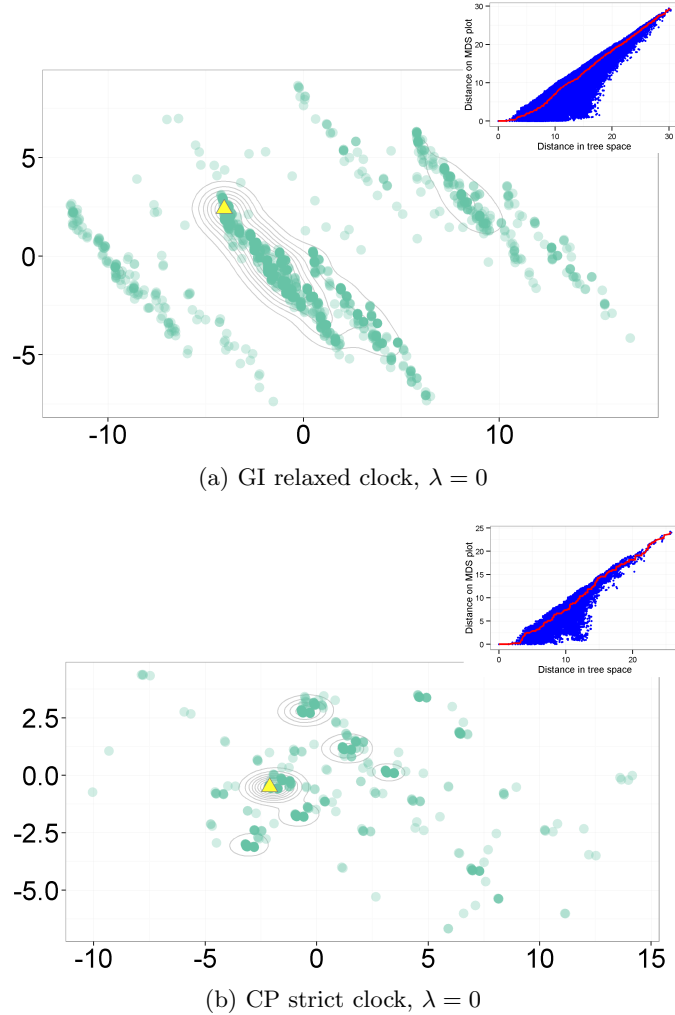 30
20
10
0
Distance on MDS plot
0 10 20 30
Distance in tree space
5
0
-5
-10 0 10
(a) GI relaxed clock, λ = 0
25
20
15
10
5
0
Distance on MDS plot
0 10 20
Distance in tree space
2.5
0.0
-2.5
-5.0
-10 -5 0 5 10 15
(b) CP strict clock, λ = 0